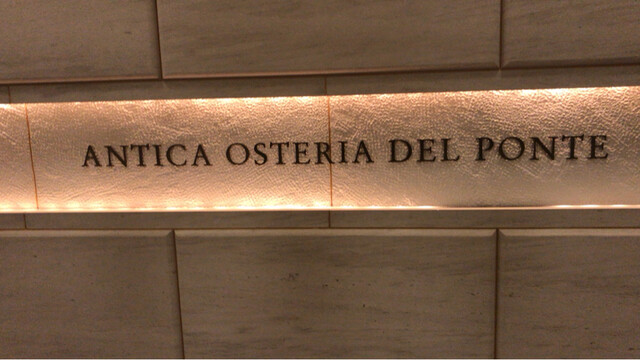 ANTICA OSTERIA DEL PONTE